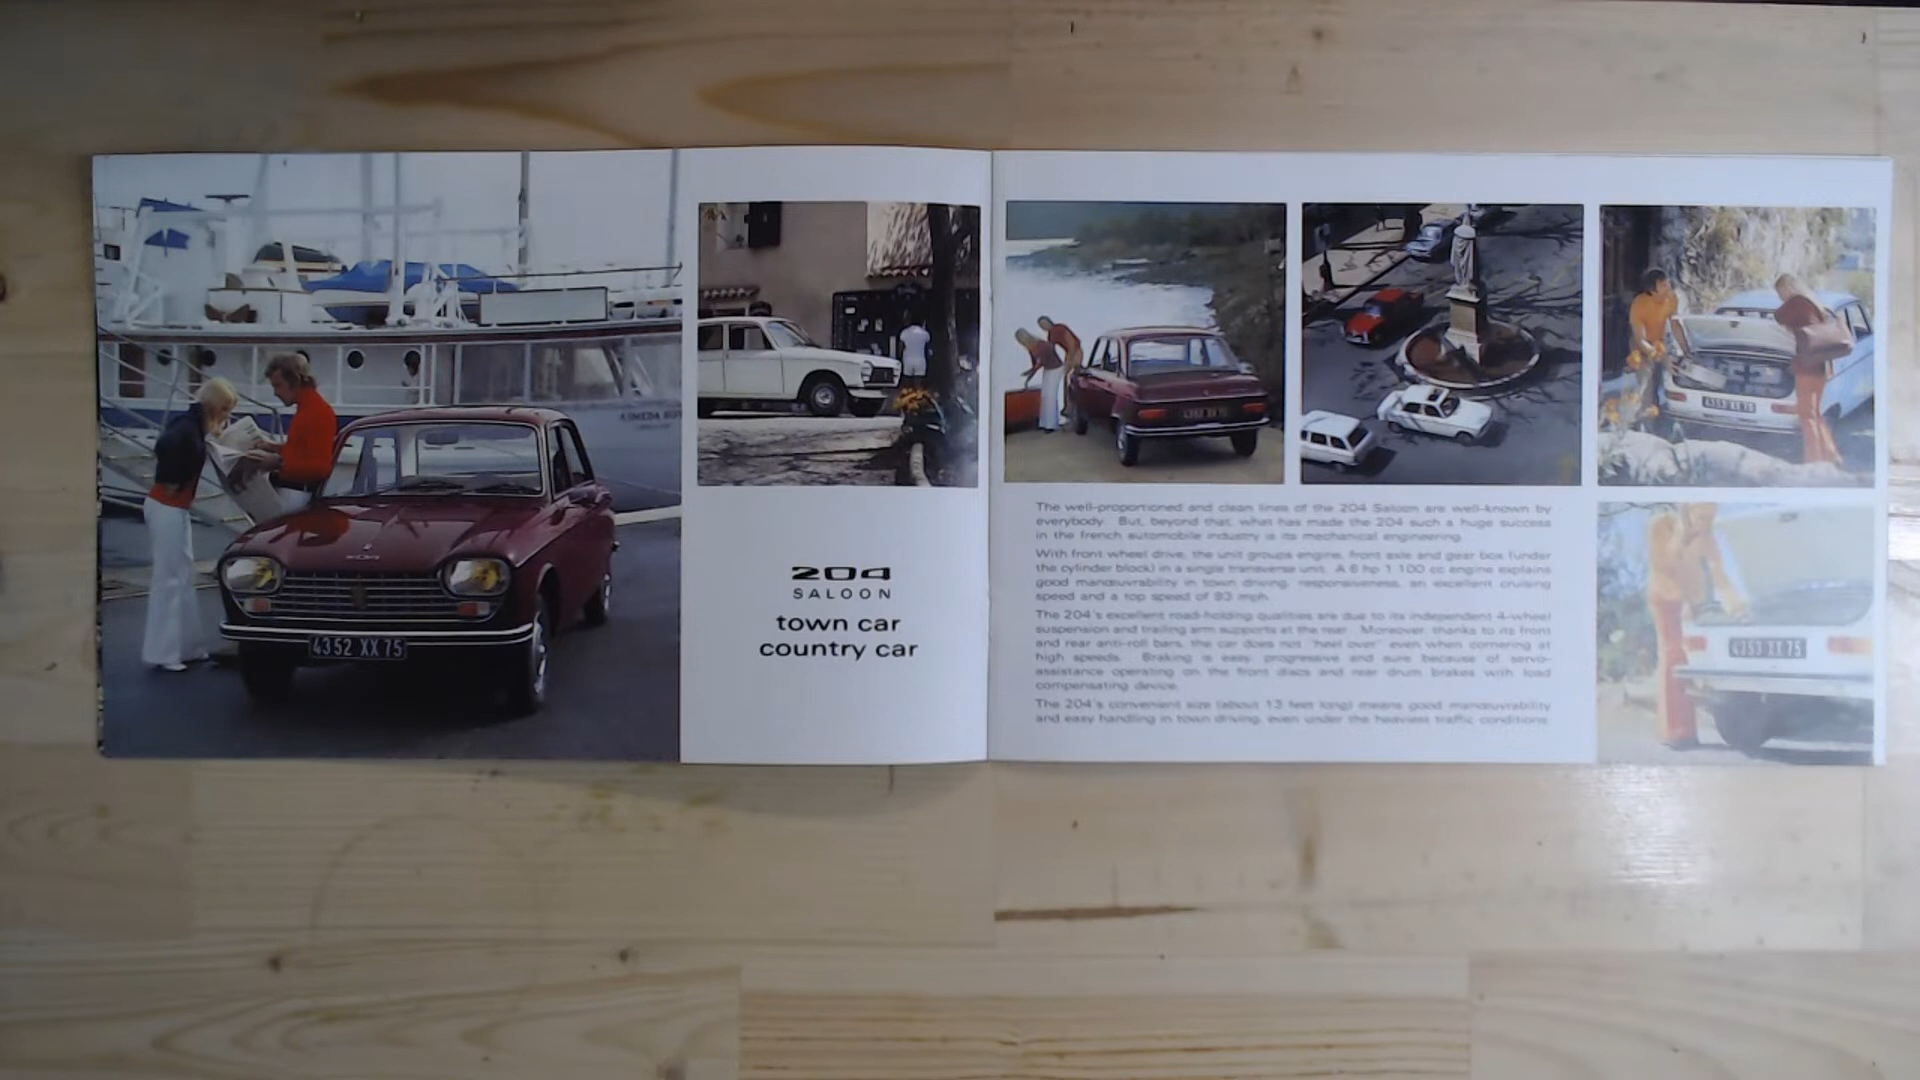 4352 XX 75
204
SALOON
town car
country car
The well-proportioned and clean lines of the 204 Saloon are well-known by
everybody. But, beyond that, what has made the 204 such a huge success
in the french automobile industry is its mechanical engineering.
With front wheel drive, the unit groups engine, front axle and gear box (under
the cylinder block) in a single transverse unit. A 6 hp 1 100 cc engine explains
good manœuvrability in town driving, responsiveness, an excellent cruising
speed and a top speed of 93 mph.
The 204's excellent road-holding qualities are due to its independent 4-wheel
suspension and trailing arm supports at the rear. Moreover, thanks to its front
and rear anti-roll bars, the car does not "heel over" even when cornering at
high speeds. Braking is easy, progressive and sure because of servo-
assistance operating on the front discs and rear drum brakes with load
compensating device.
The 204's convenient size (about 13 feet long) means good manœuvrability
and easy handling in town driving, even under the heaviest traffic conditions.
4353 XX 75
4353 XX 75